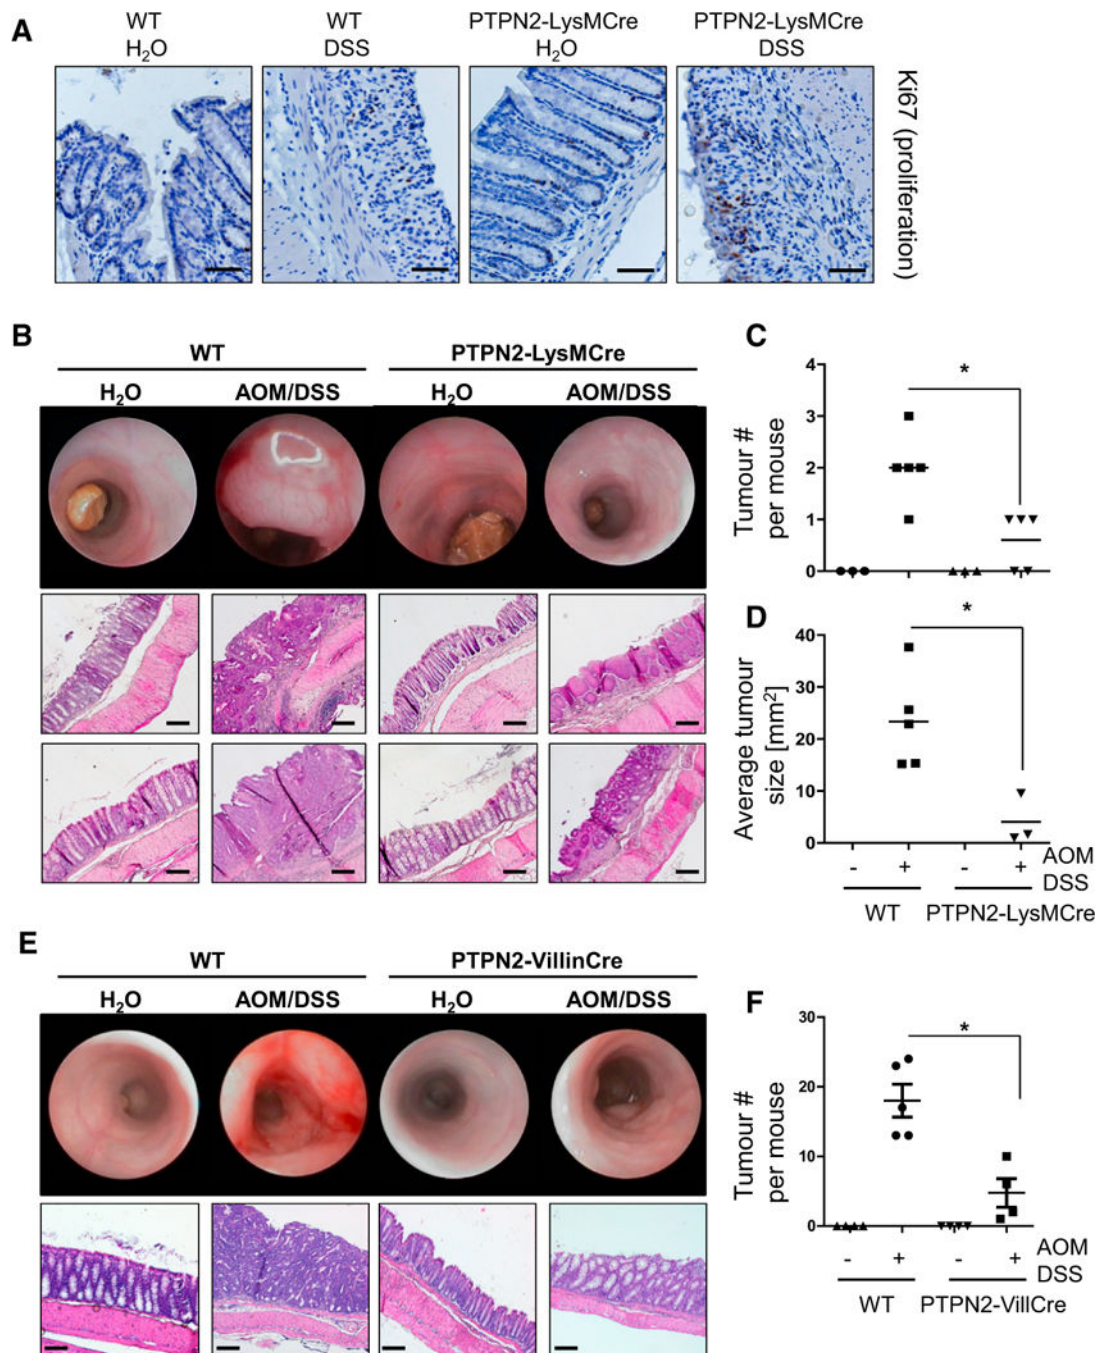 A
WT
H₂O
WT
DSS
PTPN2-LysMCre
H₂O
PTPN2-LysMCre
DSS
Ki67 (proliferation)
B
WT
PTPN2-LysMCre
H₂O
AOM/DSS
H₂O
AOM/DSS
C
Tumour #
per mouse
4
3
2
1
0
*
D
Average tumour
size [mm²]
40
30
20
10
0
*
- + - + AOM
DSS
WT PTPN2-LysMCre
E
WT
PTPN2-VillinCre
H₂O
AOM/DSS
H₂O
AOM/DSS
F
Tumour #
per mouse
30
20
10
0
*
- + - + AOM
DSS
WT PTPN2-VillCre